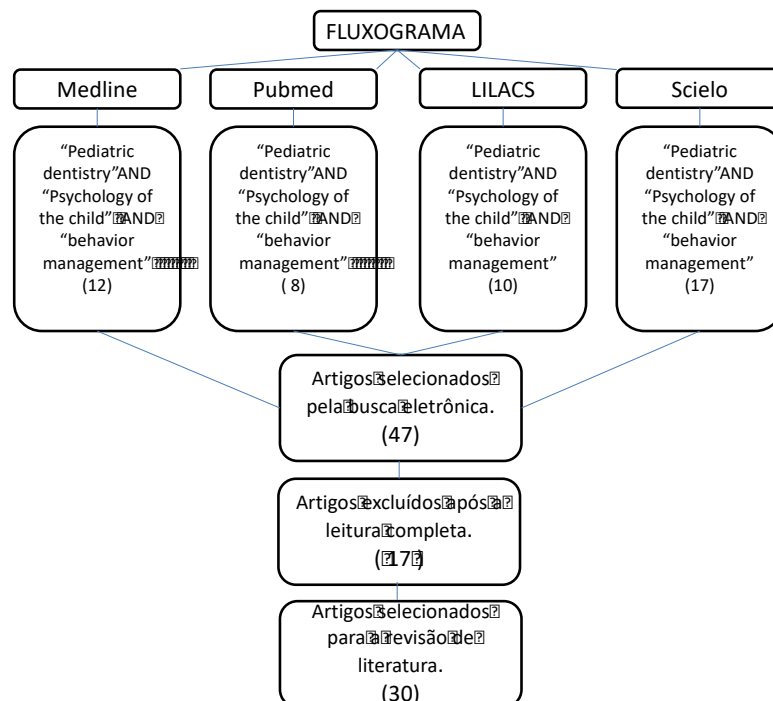 FLUXOGRAMA
Medline
Pubmed
LILACS
Scielo
“Pediatric
dentistry”AND
“Psychology of
the child” AND
“behavior
management”
(12)
“Pediatric
dentistry”AND
“Psychology of
the child” AND
“behavior
management”
( 8)
“Pediatric
dentistry”AND
“Psychology of
the child” AND
“behavior
management”
(10)
“Pediatric
dentistry”AND
“Psychology of
the child” AND
“behavior
management”
(17)
Artigos selecionados
pela busca eletrônica.
(47)
Artigos excluídos após a
leitura completa.
( 17 )
Artigos selecionados
para a revisão de
literatura.
(30)